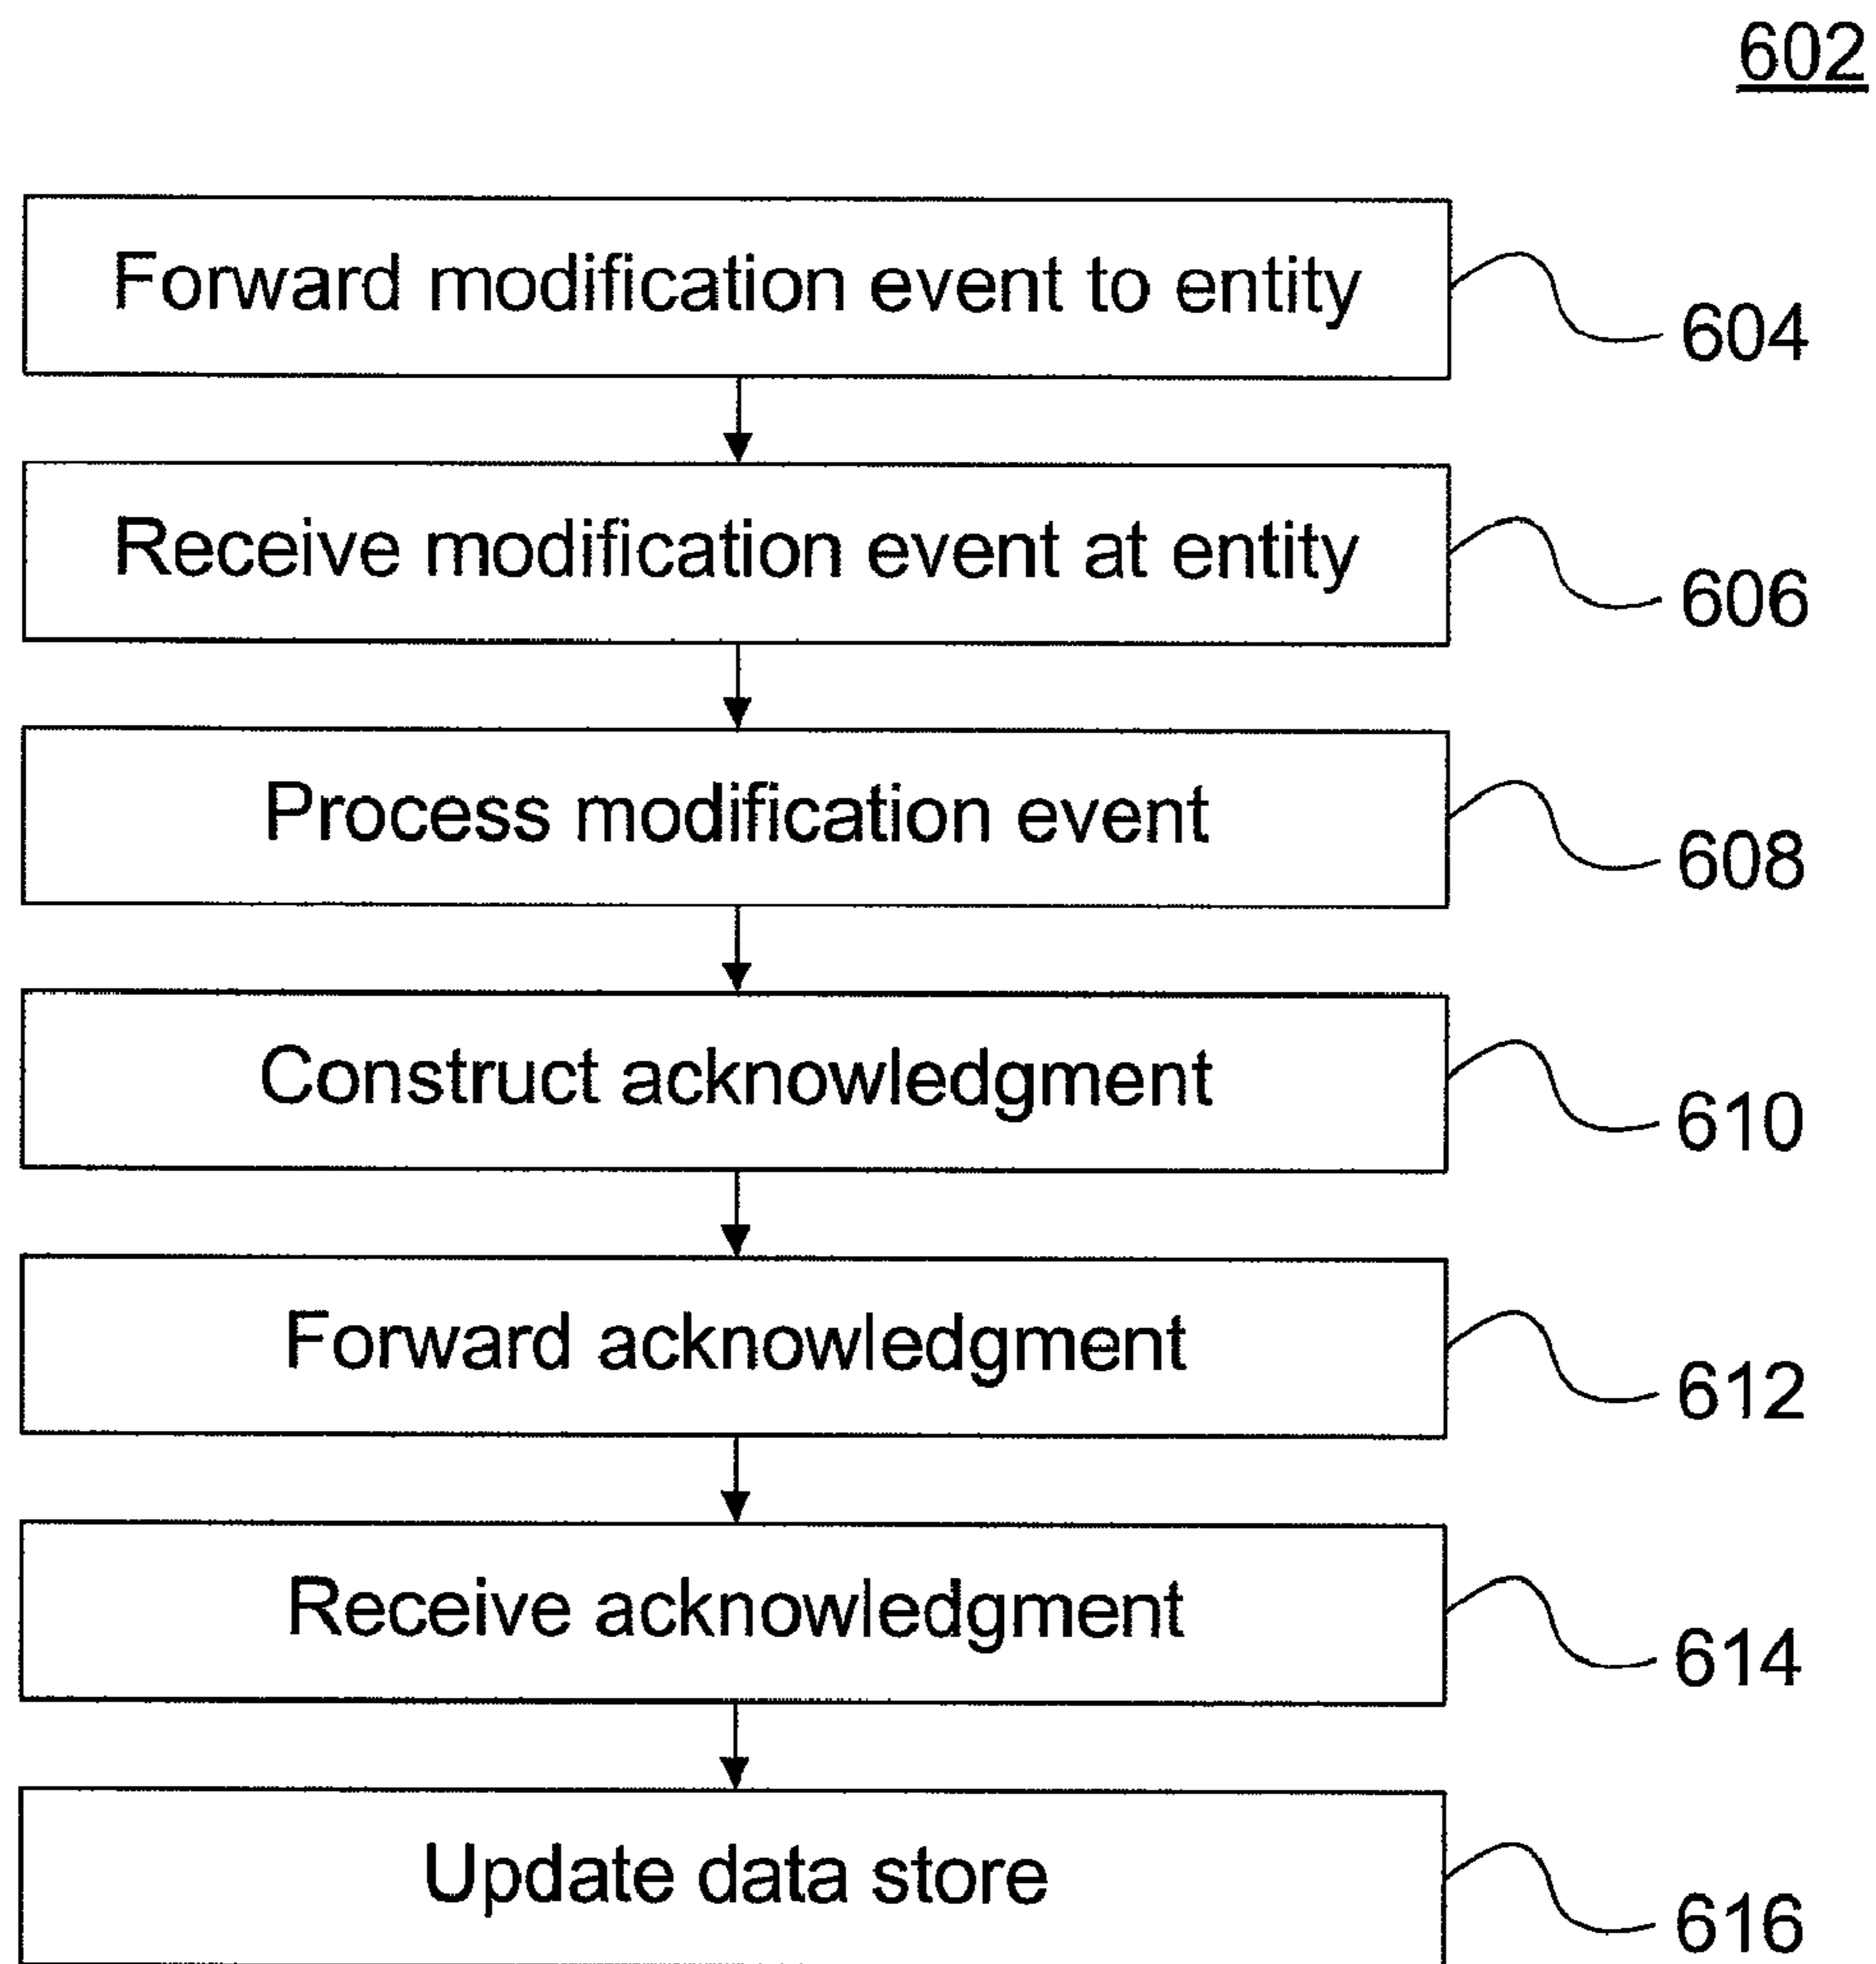 602
Forward modification event to entity
604
Receive modification event at entity
606
Process modification event
608
Construct acknowledgment
610
Forward acknowledgment
612
Receive acknowledgment
614
Update data store
616